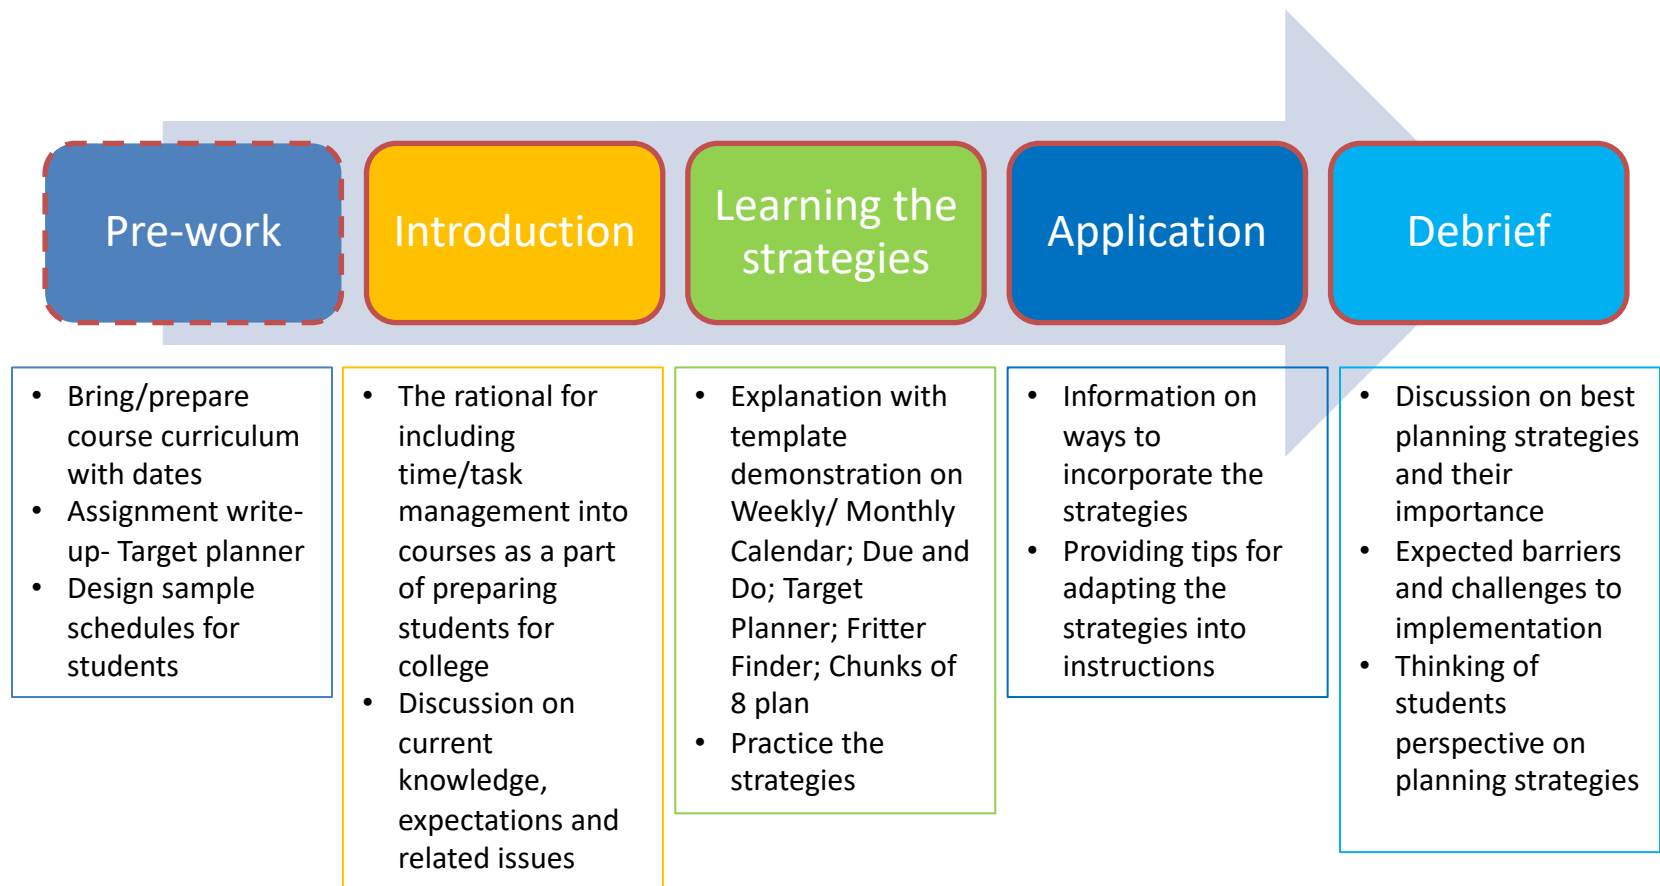 Pre-work
Introduction
Learning the
strategies
Application
Debrief
• Bring/prepare
course curriculum
with dates
• Assignment write-
up- Target planner
• Design sample
schedules for
students
• The rational for
including
time/task
management into
courses as a part
of preparing
students for
college
• Discussion on
current
knowledge,
expectations and
related issues
• Explanation with
template
demonstration on
Weekly/ Monthly
Calendar; Due and
Do; Target
Planner; Fritter
Finder; Chunks of
8 plan
• Practice the
strategies
• Information on
ways to
incorporate the
strategies
• Providing tips for
adapting the
strategies into
instructions
• Discussion on best
planning strategies
and their
importance
• Expected barriers
and challenges to
implementation
• Thinking of
students
perspective on
planning strategies